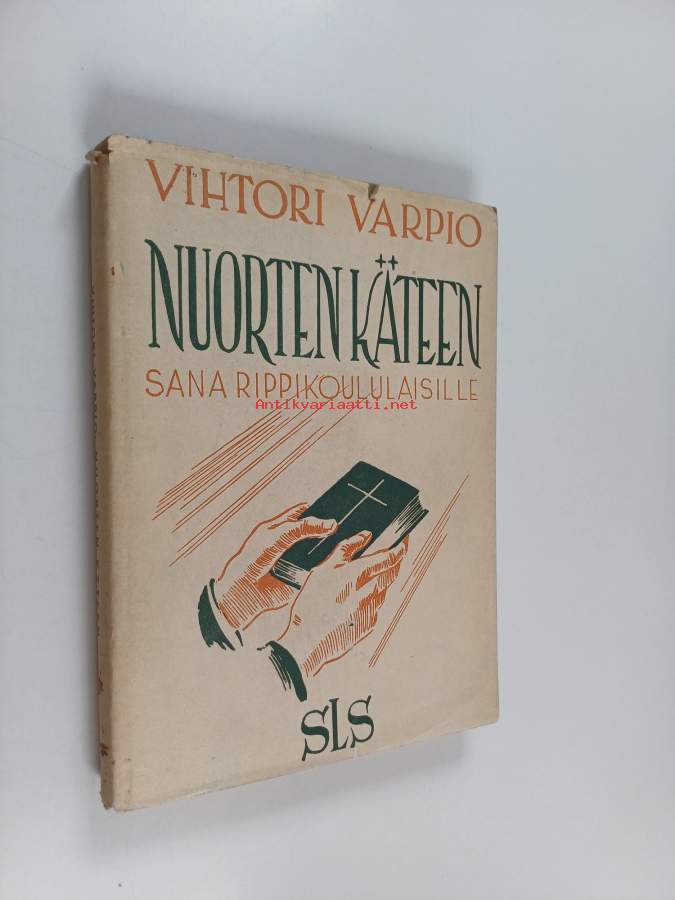 VIHTORI VARPIO
NUORTEN KÄTEEN
SANA RIPPIKOULULAISILLE
Antikvariaatti.net
SLS